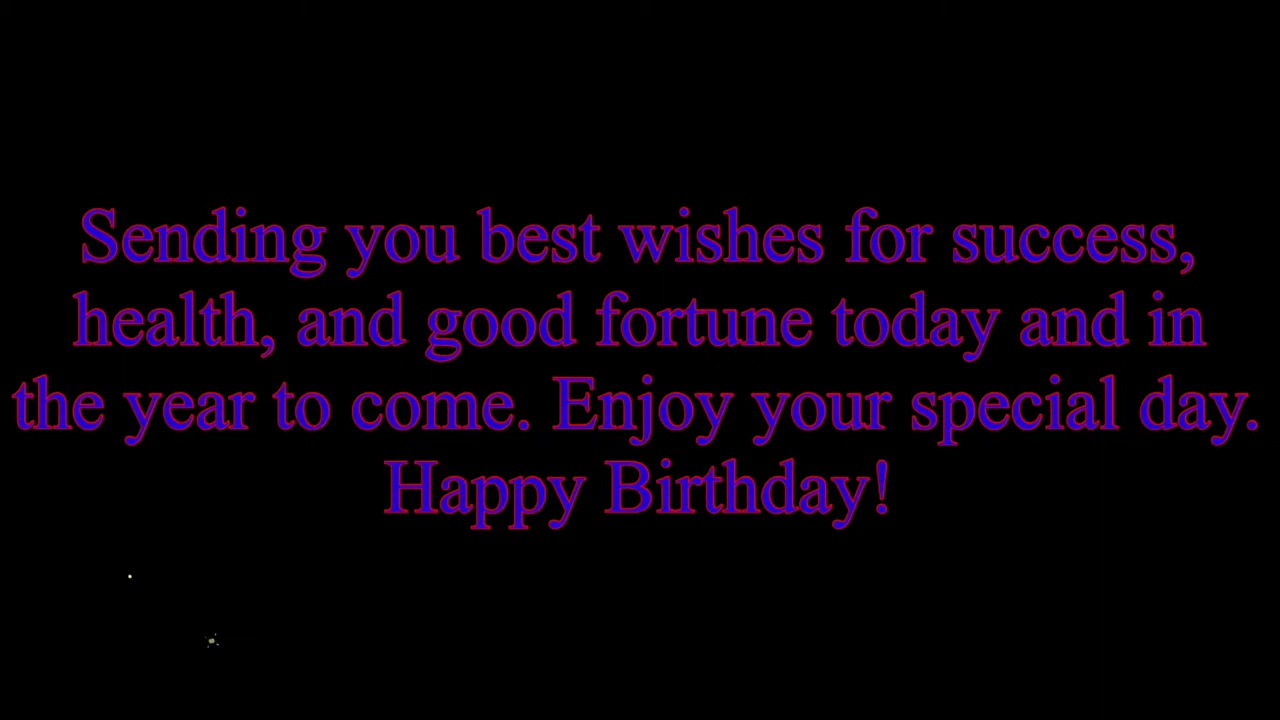 Sending you best wishes for success,
health, and good fortune today and in
the year to come. Enjoy your special day.
Happy Birthday!